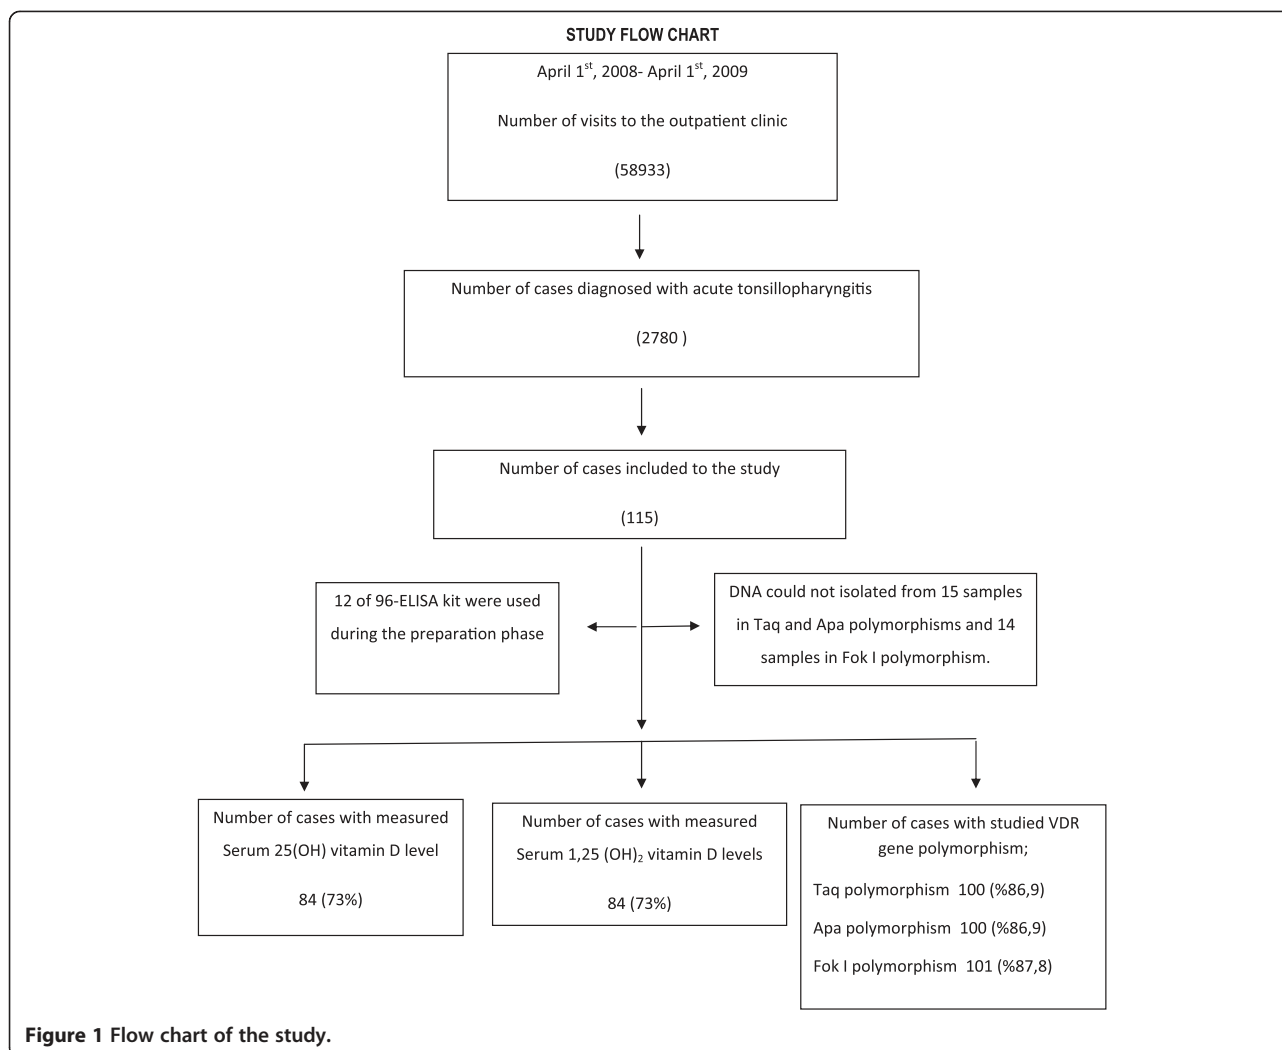 STUDY FLOW CHART
April 1st, 2008- April 1st, 2009
Number of visits to the outpatient clinic
(58933)
Number of cases diagnosed with acute tonsillopharyngitis
(2780 )
Number of cases included to the study
(115)
12 of 96-ELISA kit were used
during the preparation phase
DNA could not isolated from 15 samples
in Taq and Apa polymorphisms and 14
samples in Fok I polymorphism.
Number of cases with measured
Serum 25(OH) vitamin D level
84 (73%)
Number of cases with measured
Serum 1,25 (OH)2 vitamin D levels
84 (73%)
Number of cases with studied VDR
gene polymorphism;
Taq polymorphism 100 (%86,9)
Apa polymorphism 100 (%86,9)
Fok I polymorphism 101 (%87,8)
Figure 1 Flow chart of the study.